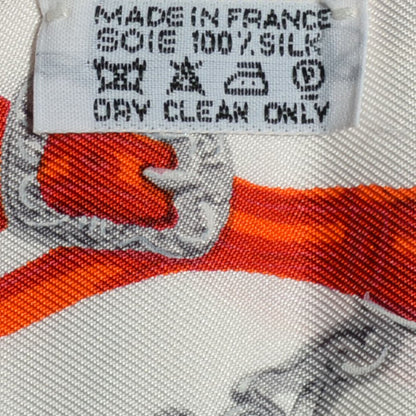 MADE IN FRANCE
SOIE 100% SILK
DRY CLEAN ONLY